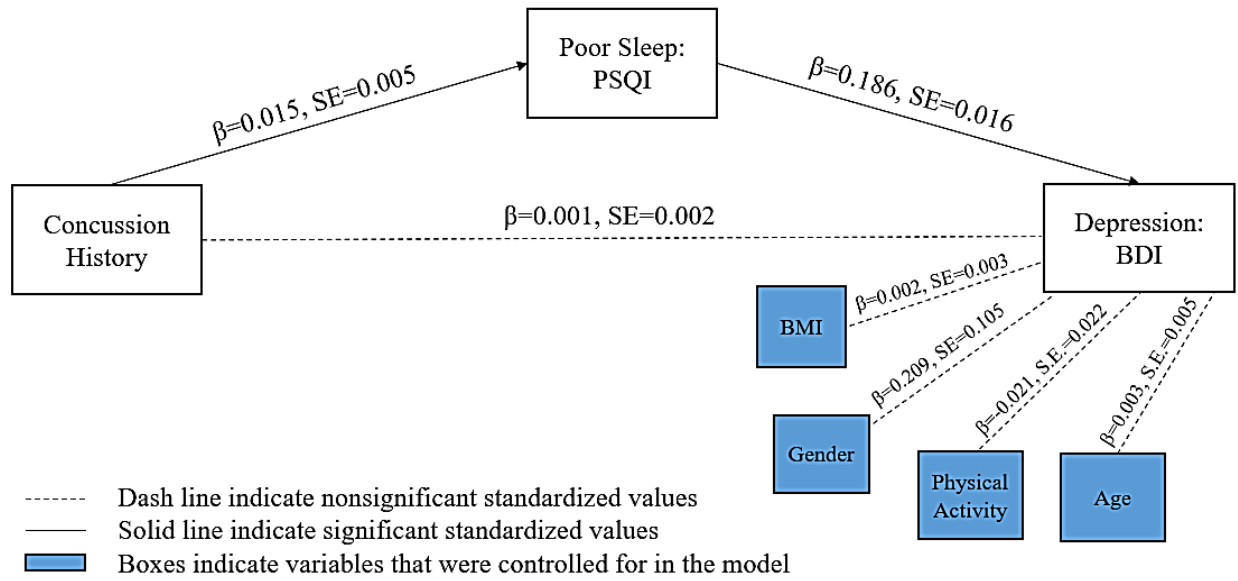 Poor Sleep:
PSQI
β=0.015, SE=0.005
β=0.186, SE=0.016
Concussion
History
β=0.001, SE=0.002
Depression:
BDI
BMI
β=0.002, SE=0.003
Gender
β=0.209, SE=0.105
Physical
Activity
β=-0.021, S.E.=0.022
Age
β=0.003, S.E.=0.005
Dash line indicate nonsignificant standardized values
Solid line indicate significant standardized values
Boxes indicate variables that were controlled for in the model